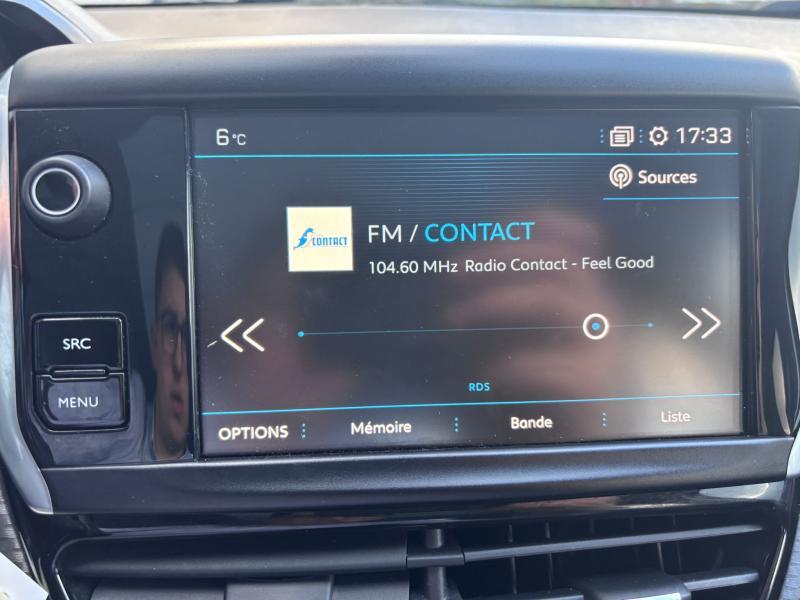 6 °C
17:33
Sources
CONTACT
FM / CONTACT
104.60 MHz Radio Contact - Feel Good
SRC
MENU
RDS
OPTIONS
Mémoire
Bande
Liste